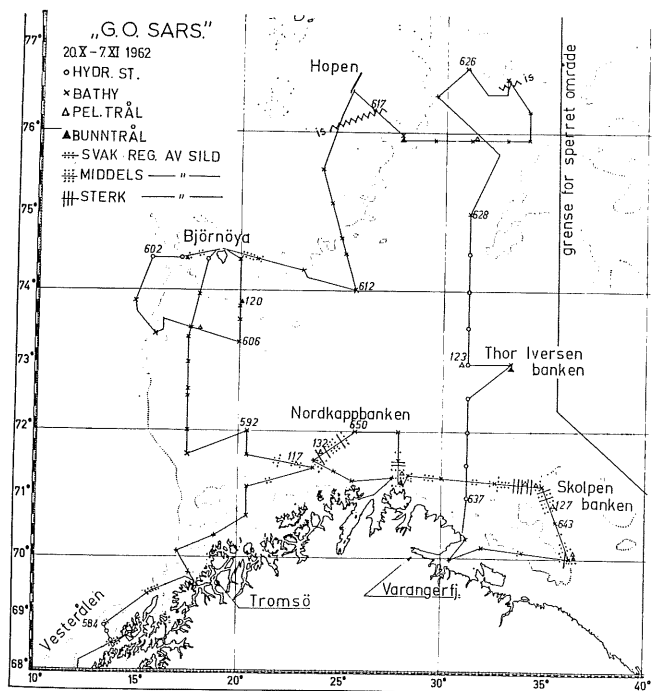 „G.O. SARS.”
20.X - 7.XI 1962
HYDR. ST.
BATHY
PEL. TRÅL
BUNNTRÅL
SVAK REG. AV SILD
MIDDELS — " —
STERK — " —
77°
76°
75°
74°
73°
72°
71°
70°
69°
68°
Hopen
617
is
626
is
628
grense for sperret område
602
Björnöya
612
120
606
123
Thor Iversen
banken
592
Nordkappbanken
650
132
117
637
Skolpen
banken
127
643
Vesterålen
584
Tromsö
Varangerfj.
10°
15°
20°
25°
30°
35°
40°